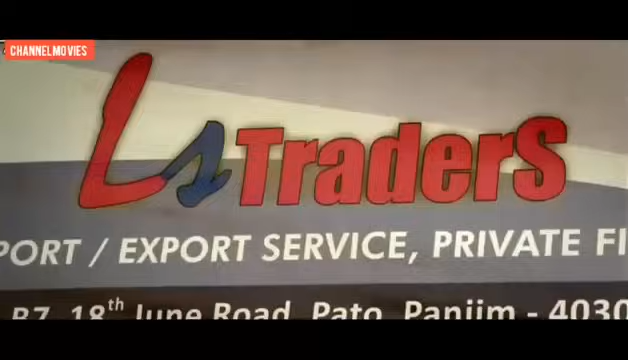 CHANNELMOVIES
Ls TraderS
PORT / EXPORT SERVICE, PRIVATE FI
B7, 18th June Road, Pato, Panjim - 4030